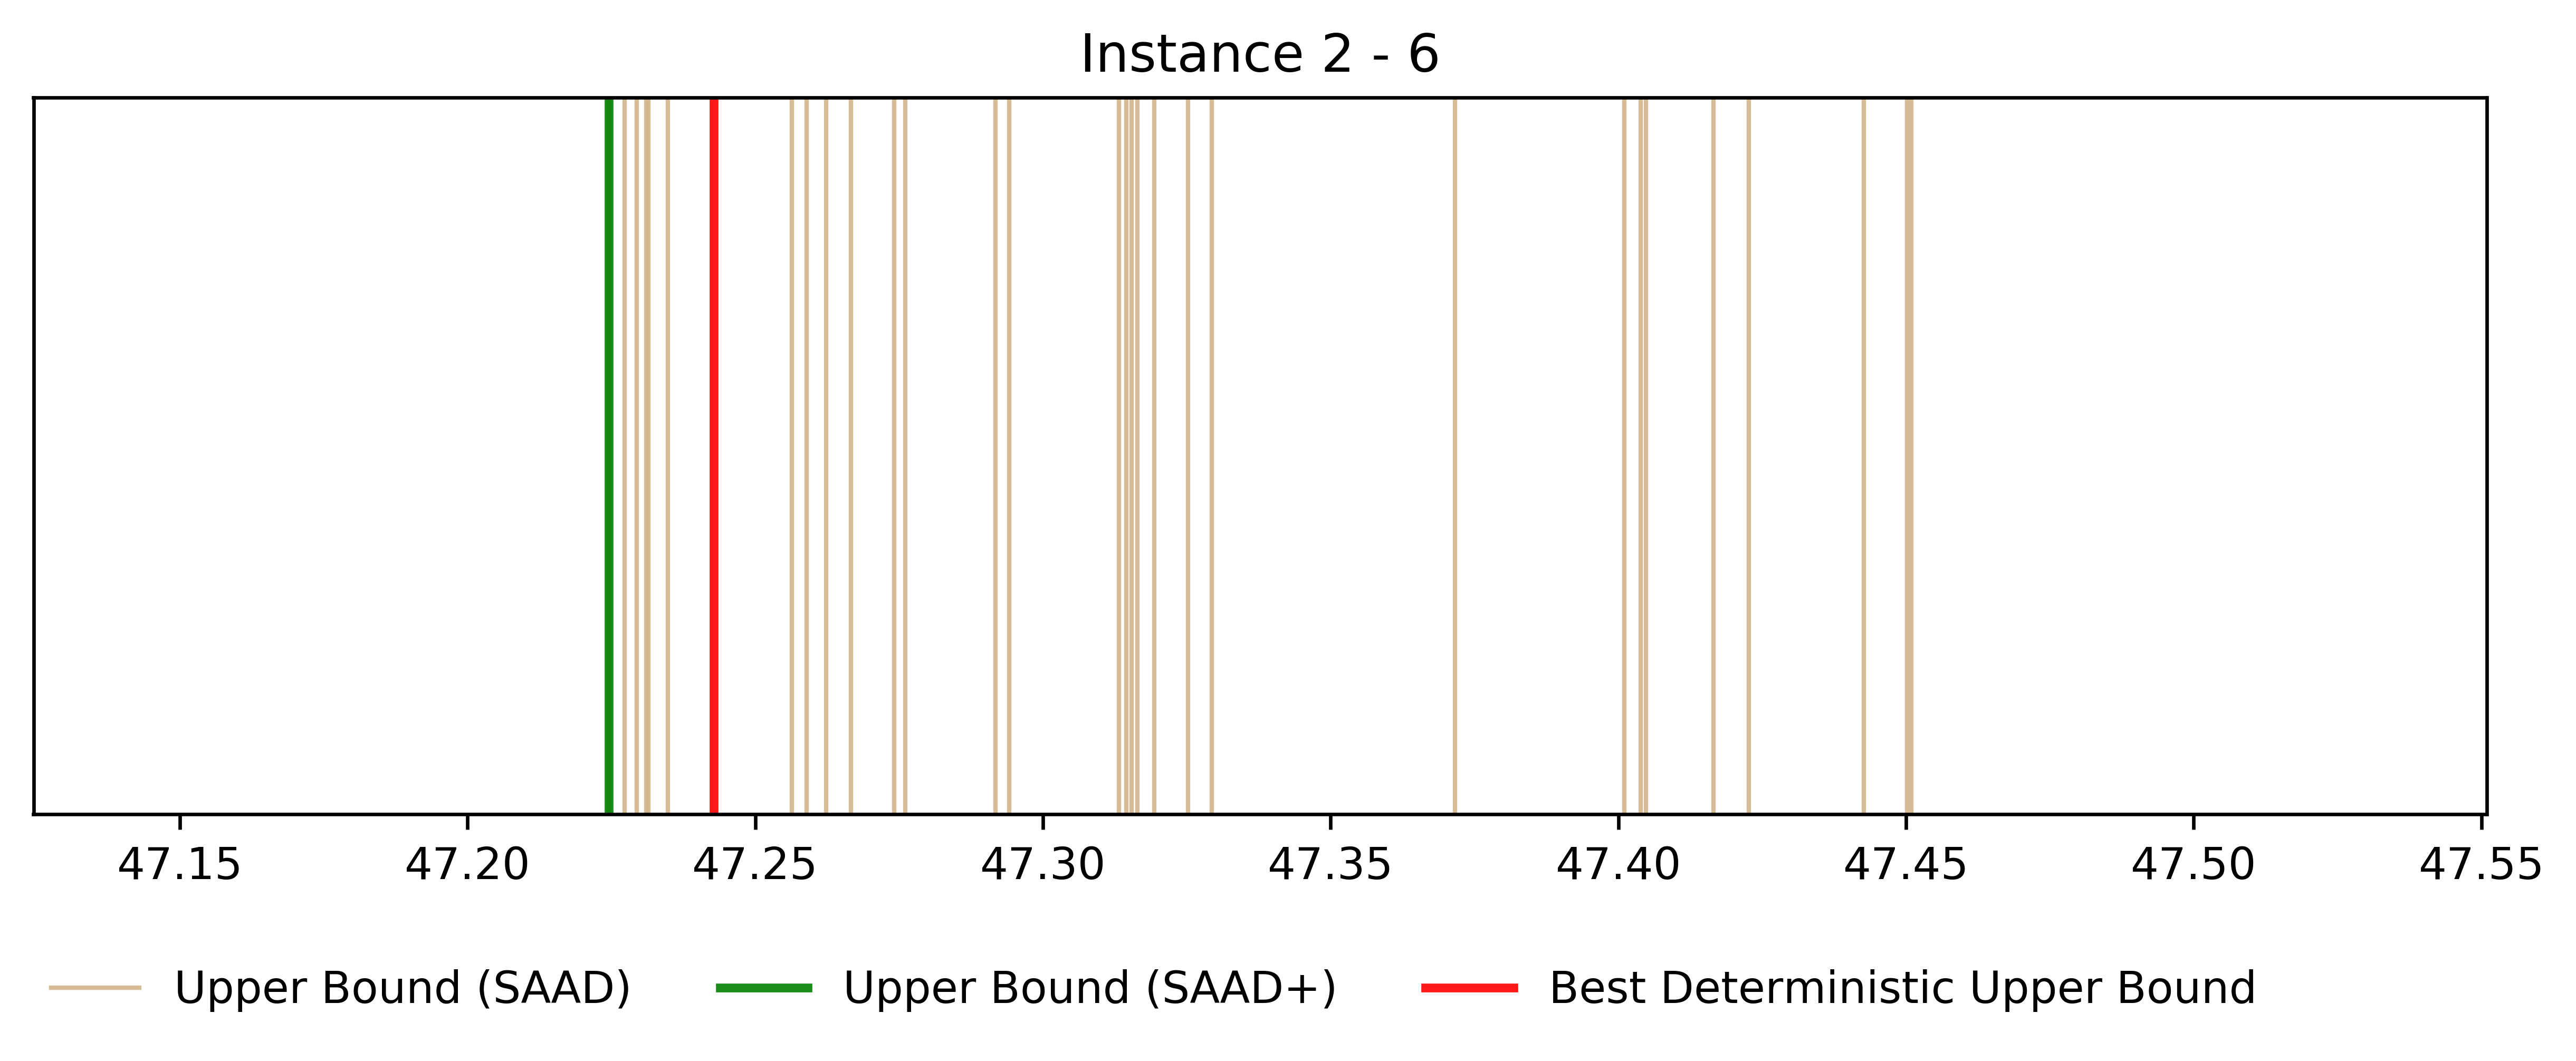 Instance 2 - 6
47.15 47.20 47.25 47.30 47.35 47.40 47.45 47.50 47.55
Upper Bound (SAAD) Upper Bound (SAAD+) Best Deterministic Upper Bound